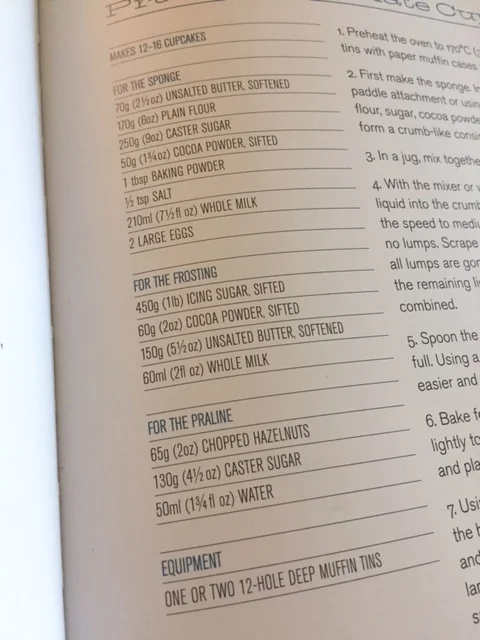 MAKES 12-16 CUPCAKES
FOR THE SPONGE
70g (2½oz) UNSALTED BUTTER, SOFTENED
170g (6oz) PLAIN FLOUR
250g (9oz) CASTER SUGAR
50g (1¾oz) COCOA POWDER, SIFTED
1 tbsp BAKING POWDER
½ tsp SALT
210ml (7½fl oz) WHOLE MILK
2 LARGE EGGS
FOR THE FROSTING
450g (1lb) ICING SUGAR, SIFTED
60g (2oz) COCOA POWDER, SIFTED
150g (5½oz) UNSALTED BUTTER, SOFTENED
60ml (2fl oz) WHOLE MILK
FOR THE PRALINE
65g (2oz) CHOPPED HAZELNUTS
130g (4½oz) CASTER SUGAR
50ml (1¾fl oz) WATER
EQUIPMENT
ONE OR TWO 12-HOLE DEEP MUFFIN TINS
1. Preheat the oven to 170°C
tins with paper muffin cases
2. First make the sponge.
paddle attachment or using
flour, sugar, cocoa
form a crumb-like
3. In a jug, mix
4. With the mixer or
liquid into the
the speed to
no lumps. Scrape
all lumps are
the remaining
combined.
5. Spoon the
full. Using a
easier and
6. Bake
lightly to
and
7.
the